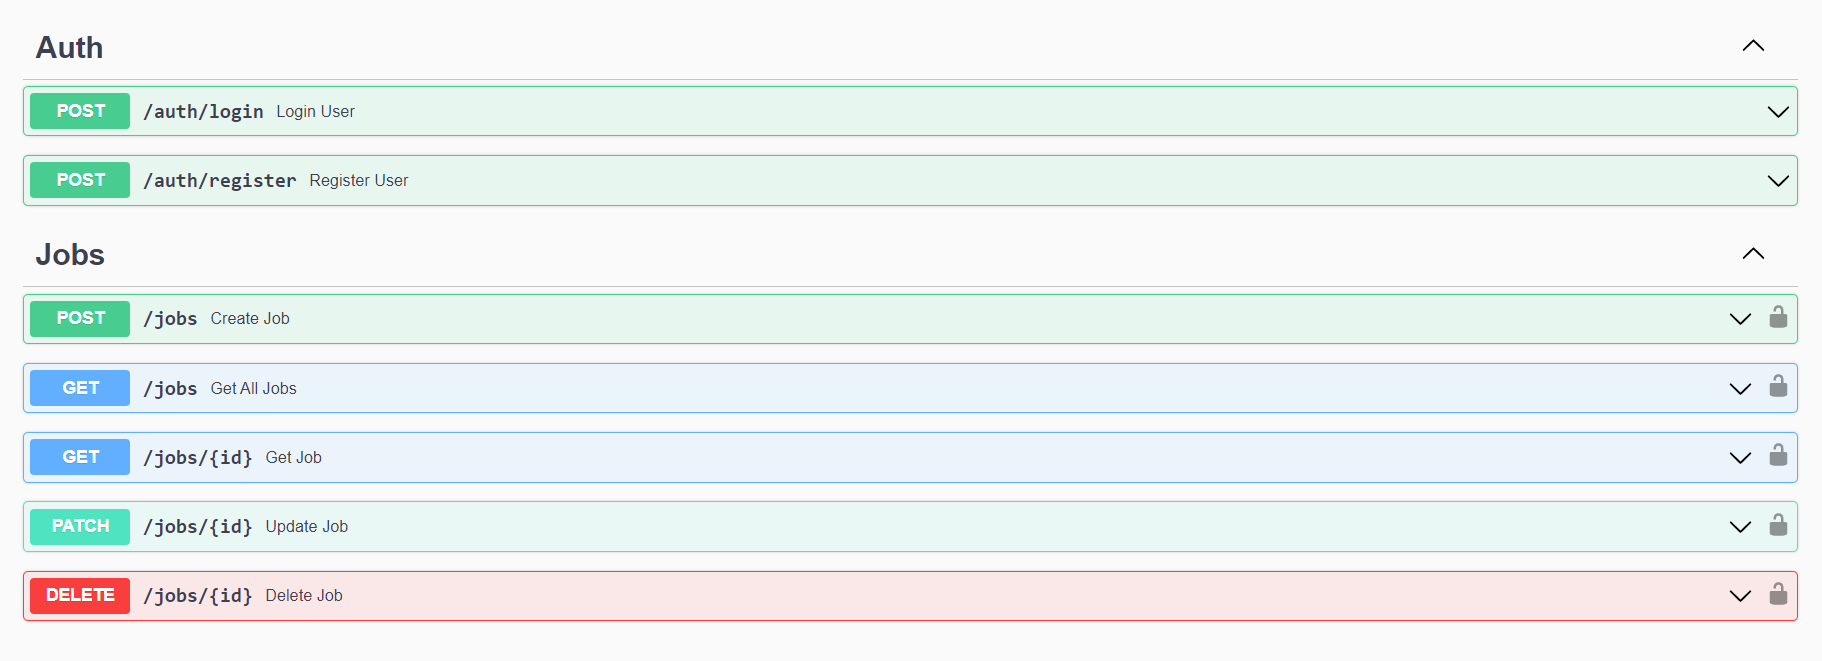 Auth
POST /auth/login Login User
POST /auth/register Register User
Jobs
POST /jobs Create Job
GET /jobs Get All Jobs
GET /jobs/{id} Get Job
PATCH /jobs/{id} Update Job
DELETE /jobs/{id} Delete Job